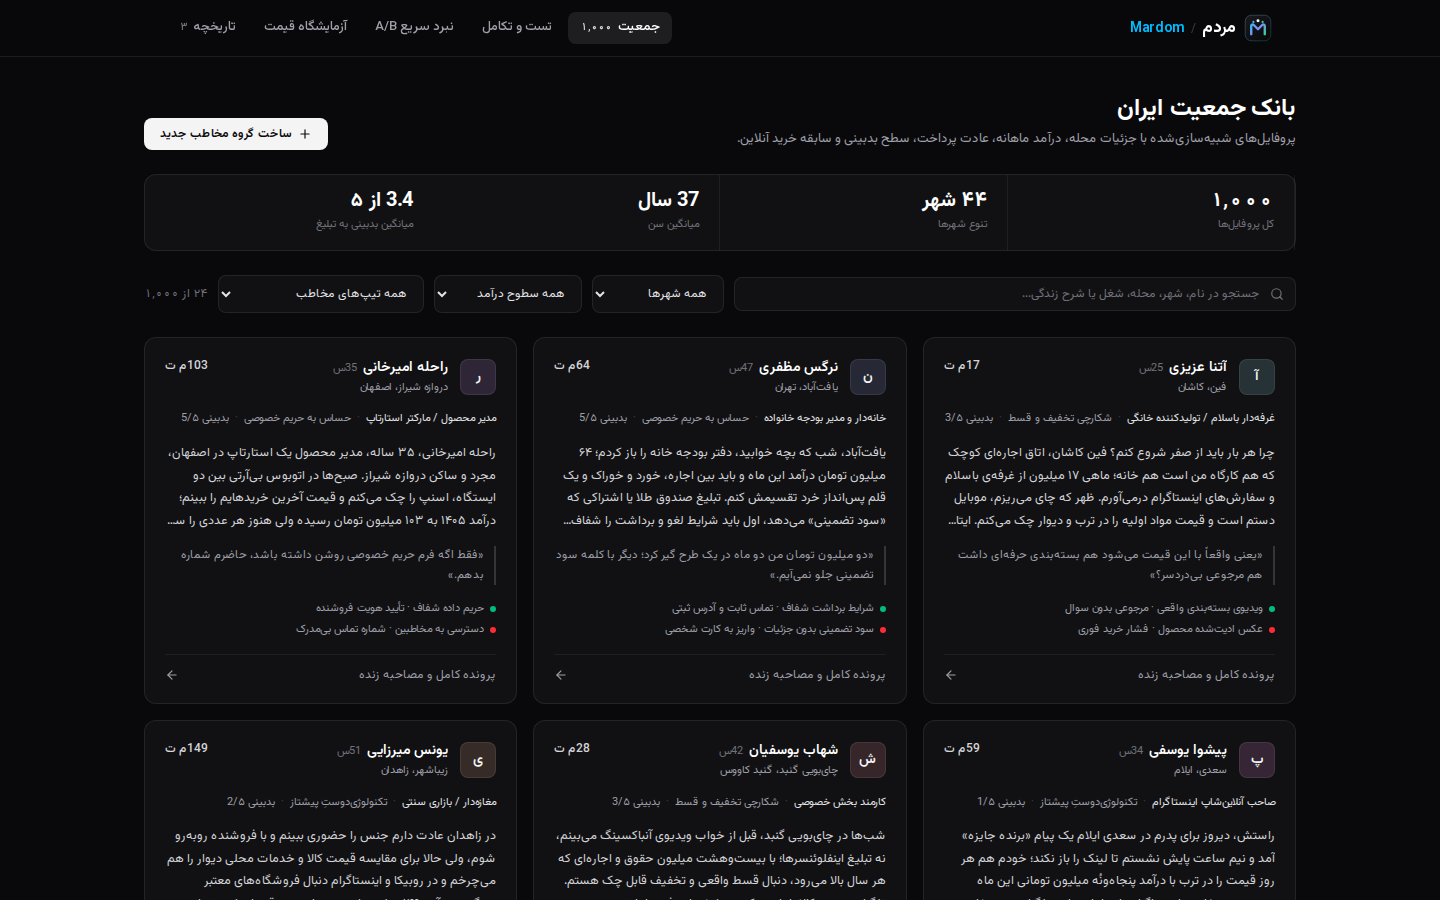 مردم / Mardom
جمعیت ۱,۰۰۰
تست و تکامل
نبرد سریع A/B
آزمایشگاه قیمت
تاریخچه ۳
بانک جمعیت ایران
پروفایل‌های شبیه‌سازی‌شده با جزئیات محله، درآمد ماهانه، عادت پرداخت، سطح بدبینی و سابقه خرید آنلاین.
ساخت گروه مخاطب جدید
۱,۰۰۰
کل پروفایل‌ها
۴۴ شهر
تنوع شهرها
37 سال
میانگین سن
3.4 از ۵
میانگین بدبینی به تبلیغ
جستجو در نام، شهر، محله، شغل یا شرح زندگی...
همه شهرها
همه سطوح درآمد
همه تیپ‌های مخاطب
۲۴ از ۱,۰۰۰
آ
آتنا عزیزی 25س
17م ت
فین، کاشان
غرفه‌دار باسلام / تولیدکننده خانگی · شکارچی تخفیف و قسط · بدبینی 3/۵
چرا هر بار باید از صفر شروع کنم؟ فین کاشان، اتاق اجاره‌ای کوچک
که هم کارگاه من است هم خانه؛ ماهی ۱۷ میلیون از غرفه‌ی باسلام
و سفارش‌های اینستاگرام درمی‌آورم. ظهر که چای می‌ریزم، موبایل
دستم است و قیمت مواد اولیه را در ترب و دیوار چک می‌کنم. ایتا...
«یعنی واقعاً با این قیمت می‌شود هم بسته‌بندی حرفه‌ای داشت
هم مرجوعی بی‌دردسر؟»
ویدیوی بسته‌بندی واقعی · مرجوعی بدون سوال
عکس ادیت‌شده محصول · فشار خرید فوری
پرونده کامل و مصاحبه زنده
ن
نرگس مظفری 47س
64م ت
یافت‌آباد، تهران
خانه‌دار و مدیر بودجه خانواده · حساس به حریم خصوصی · بدبینی 5/۵
یافت‌آباد، شب که بچه خوابید، دفتر بودجه خانه را باز کردم؛ ۶۴
میلیون تومان درآمد این ماه و باید بین اجاره، خورد و خوراک و یک
قلم پس‌انداز خرد تقسیمش کنم. تبلیغ صندوق طلا یا اشتراکی که
«سود تضمینی» می‌دهد، اول باید شرایط لغو و برداشت را شفاف...
«دو میلیون تومان من دو ماه در یک طرح گیر کرد؛ دیگر با کلمه سود
تضمینی جلو نمی‌آیم.»
شرایط برداشت شفاف · تماس ثابت و آدرس ثبتی
سود تضمینی بدون جزئیات · واریز به کارت شخصی
پرونده کامل و مصاحبه زنده
ر
راحله امیرخانی 35س
103م ت
دروازه شیراز، اصفهان
مدیر محصول / مارکتر استارتاپ · حساس به حریم خصوصی · بدبینی 5/۵
راحله امیرخانی، ۳۵ ساله، مدیر محصول یک استارتاپ در اصفهان،
مجرد و ساکن دروازه شیراز. صبح‌ها در اتوبوس بی‌آرتی بین دو
ایستگاه، اسنپ را چک می‌کنم و قیمت آخرین خریدهایم را ببینم؛
درآمد ۱۴۰۵ به ۱۰۳ میلیون تومان رسیده ولی هنوز هر عددی را س...
«فقط اگه فرم حریم خصوصی روشن داشته باشد، حاضرم شماره
بدهم.»
حریم داده شفاف · تأیید هویت فروشنده
دسترسی به مخاطبین · شماره تماس بی‌مدرک
پرونده کامل و مصاحبه زنده
پ
پیشوا یوسفی 34س
59م ت
سعدی، ایلام
صاحب آنلاین‌شاپ اینستاگرام · تکنولوژی‌دوستِ پیشتاز · بدبینی 1/۵
راستش، دیروز برای پدرم در سعدی ایلام یک پیام «برنده جایزه»
آمد و نیم ساعت پایش نشستم تا لینک را باز نکند؛ خودم هم هر
روز قیمت را در ترب با درآمد پنجاه‌ونُه میلیون تومانی این ماه
ش
شهاب یوسفیان 42س
28م ت
چای‌بویی گنبد، گنبد کاووس
کارمند بخش خصوصی · شکارچی تخفیف و قسط · بدبینی 3/۵
شب‌ها در چای‌بویی گنبد، قبل از خواب ویدیوی آنباکسینگ می‌بینم،
نه تبلیغ اینفلوئنسرها؛ با بیست‌وهشت میلیون حقوق و اجاره‌ای که
هر سال بالا می‌رود، دنبال قسط واقعی و تخفیف قابل چک هستم.
ی
یونس میرزایی 51س
149م ت
زیباشهر، زاهدان
مغازه‌دار / بازاری سنتی · تکنولوژی‌دوستِ پیشتاز · بدبینی 2/۵
در زاهدان عادت دارم جنس را حضوری ببینم و با فروشنده روبه‌رو
شوم، ولی حالا برای مقایسه قیمت کالا و خدمات محلی دیوار را هم
می‌چرخم و در روبیکا و اینستاگرام دنبال فروشگاه‌های معتبر